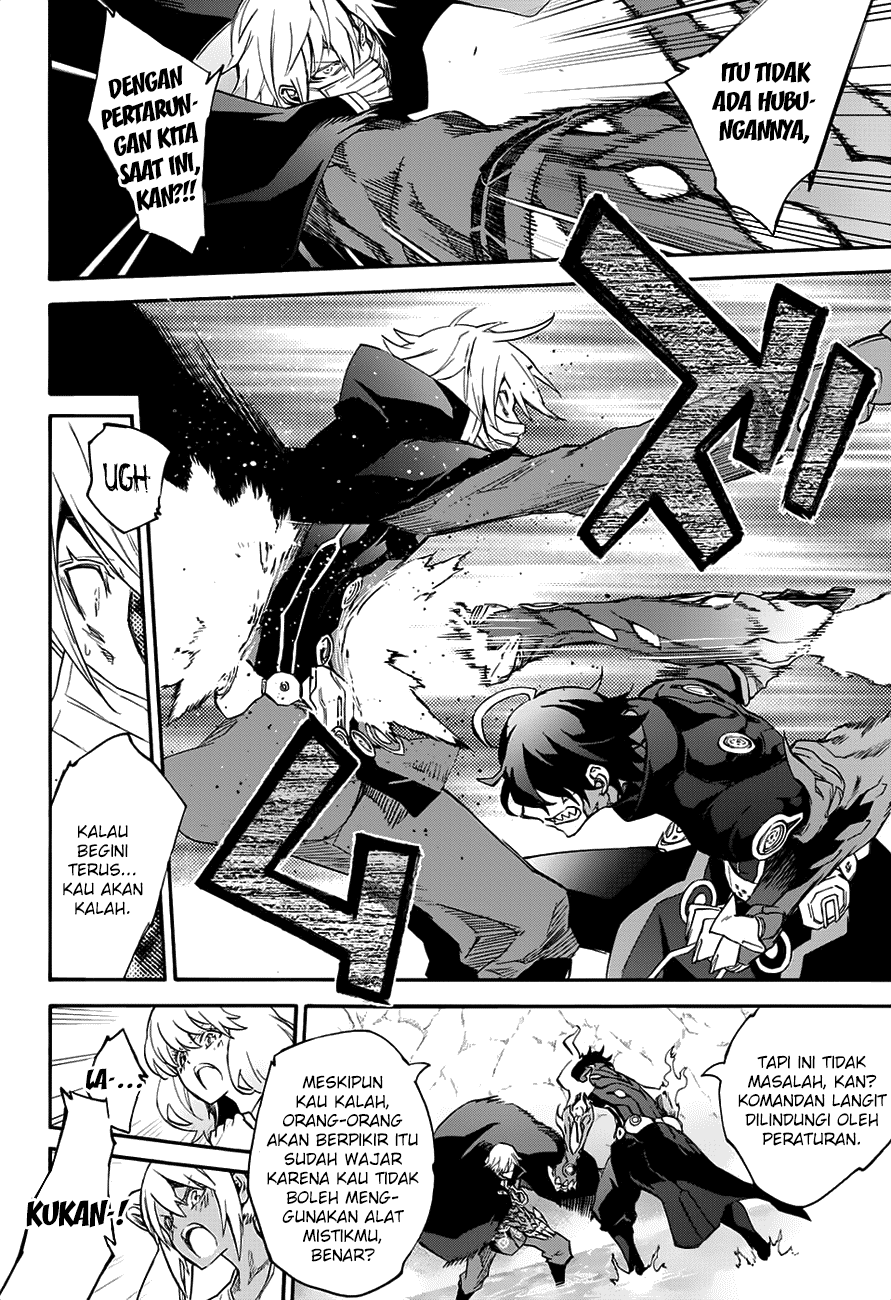 ITU TIDAK
ADA HUBU-
NGANNYA,
DENGAN
PERTARUN-
GAN KITA
SAAT INI,
KAN?!!
ズ
ム
UGH
KALAU
BEGINI
TERUS...
KAU AKAN
KALAH.
TAPI INI TIDAK
MASALAH, KAN?
KOMANDAN LANGIT
DILINDUNGI OLEH
PERATURAN.
MESKIPUN
KAU KALAH,
ORANG-ORANG
AKAN BERPIKIR ITU
SUDAH WAJAR
KARENA KAU TIDAK
BOLEH MENG-
GUNAKAN ALAT
MISTIKMU,
BENAR?
LA-...
KUKAN-!